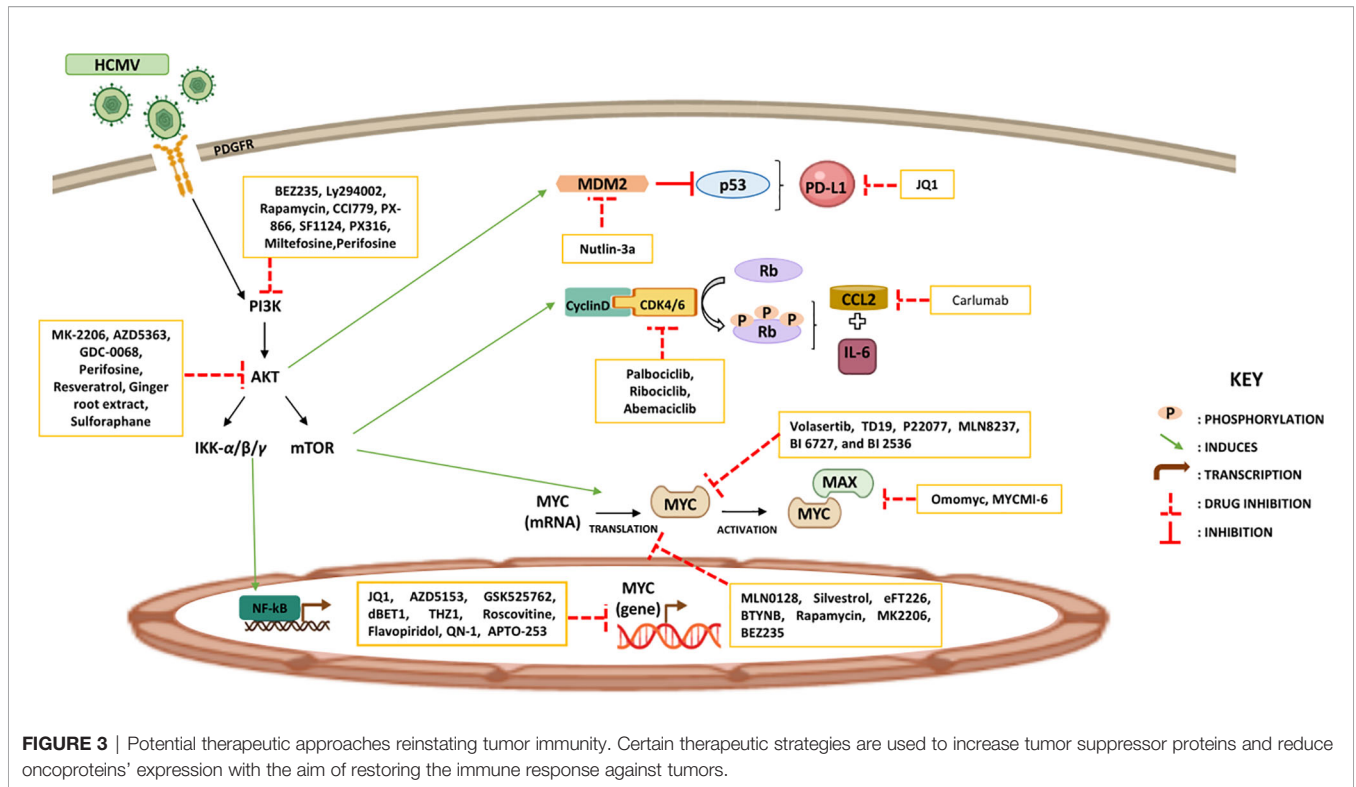 HCMV
PDGFR
BEZ235, Ly294002,
Rapamycin, CCI779, PX-
866, SF1124, PX316,
Miltefosine,Perifosine
MDM2
p53
PD-L1
JQ1
Nutlin-3a
PI3K
Rb
CyclinD
CDK4/6
P P P
Rb
CCL2
IL-6
Carlumab
MK-2206, AZD5363,
GDC-0068,
Perifosine,
Resveratrol, Ginger
root extract,
Sulforaphane
AKT
Palbociclib,
Ribociclib,
Abemaciclib
IKK-α/β/γ
mTOR
Volasertib, TD19, P22077, MLN8237,
BI 6727, and BI 2536
MYC
(mRNA)
TRANSLATION
MYC
ACTIVATION
MAX
MYC
Omomyc, MYCMI-6
NF-kB
JQ1, AZD5153, GSK525762,
dBET1, THZ1, Roscovitine,
Flavopiridol, QN-1, APTO-253
MYC
(gene)
MLN0128, Silvestrol, eFT226,
BTYNB, Rapamycin, MK2206,
BEZ235
KEY
P : PHOSPHORYLATION
: INDUCES
: TRANSCRIPTION
: DRUG INHIBITION
: INHIBITION
FIGURE 3 | Potential therapeutic approaches reinstating tumor immunity. Certain therapeutic strategies are used to increase tumor suppressor proteins and reduce
oncoproteins' expression with the aim of restoring the immune response against tumors.